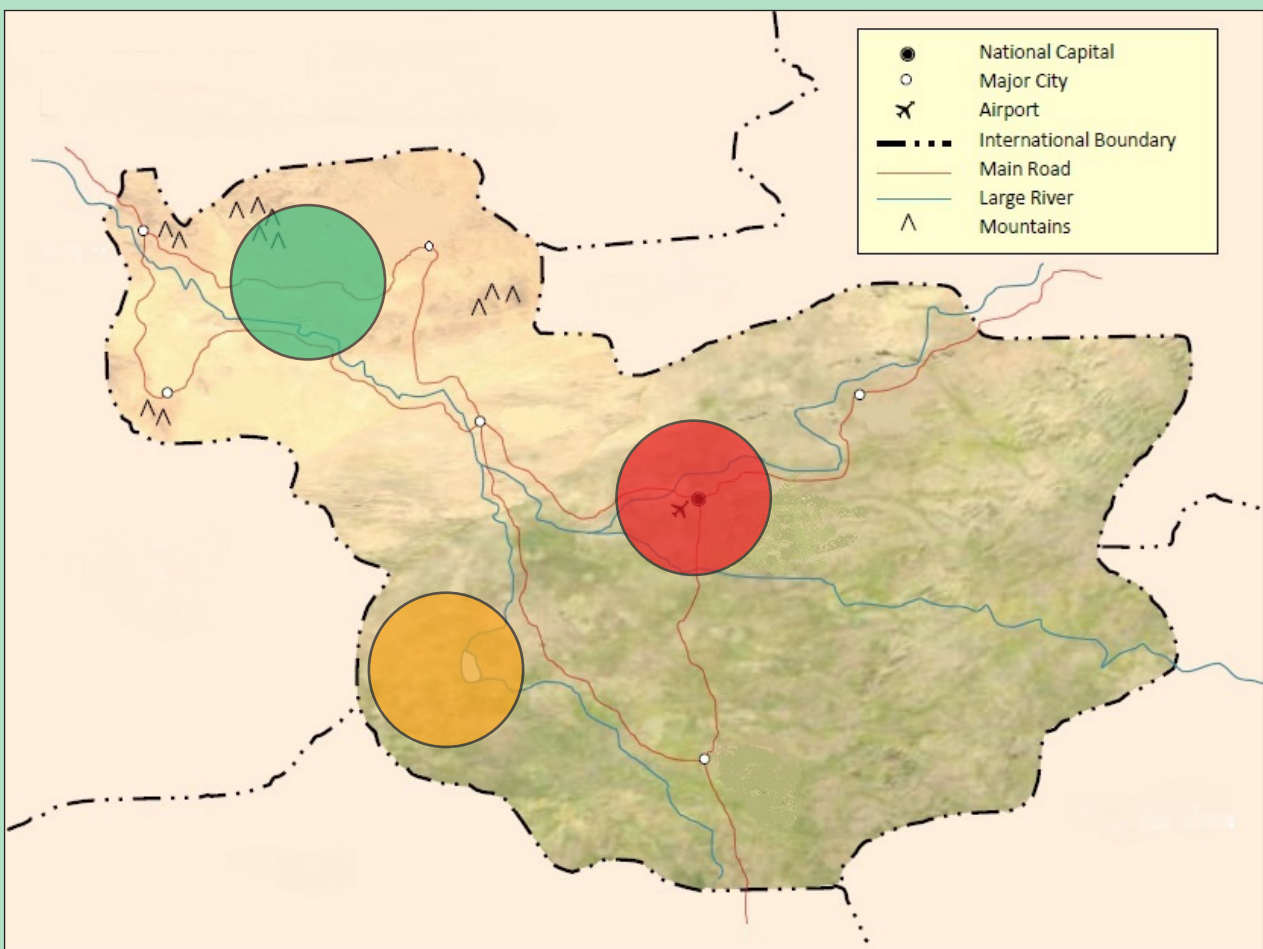 National Capital
Major City
Airport
International Boundary
Main Road
Large River
Mountains